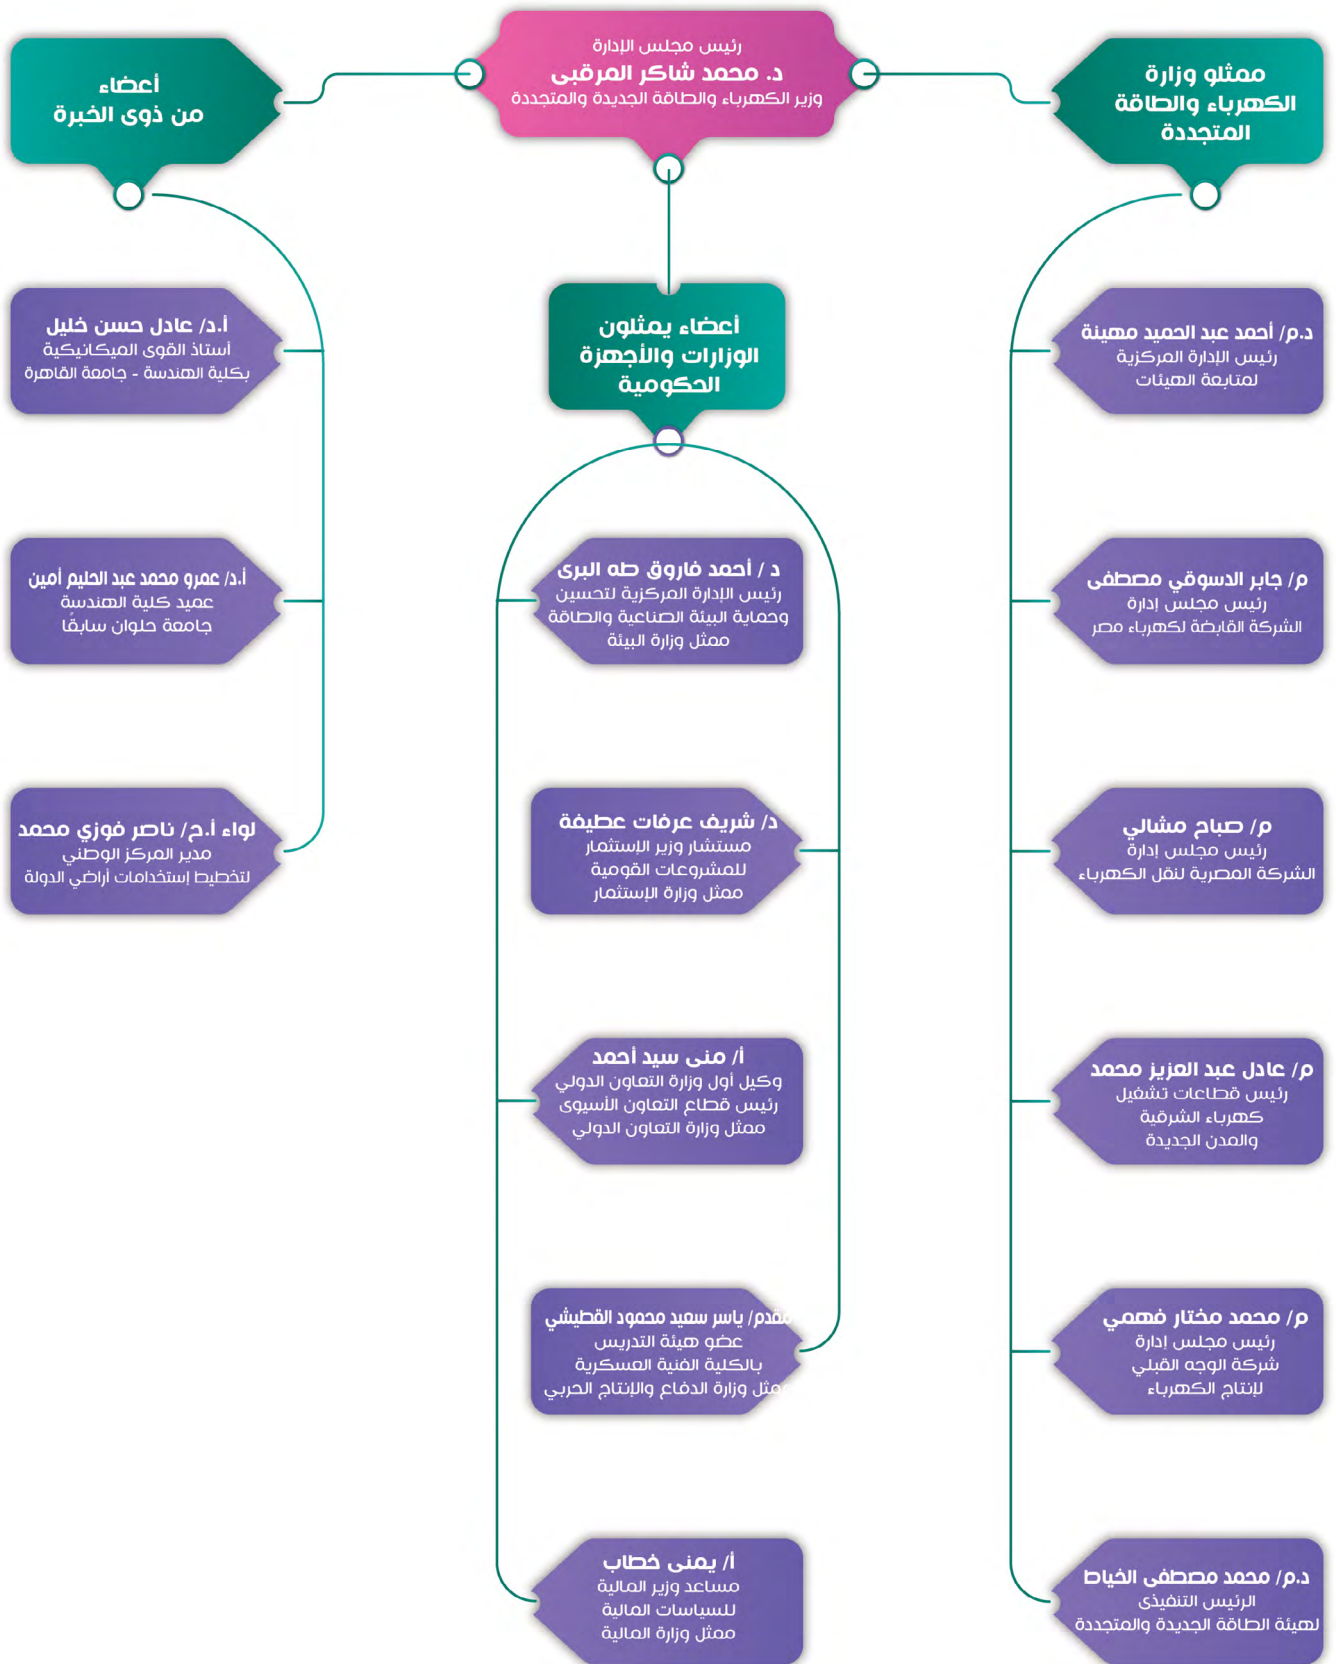 رئيس مجلس الإدارة
د. محمد شاكر المرقبى
وزير الكهرباء والطاقة الجديدة والمتجددة
ممثلو وزارة
الكهرباء والطاقة
المتجددة
د.م/ أحمد عبد الحميد مهينة
رئيس الإدارة المركزية
لمتابعة الهيئات
م/ جابر الدسوقي مصطفى
رئيس مجلس إدارة
الشركة القابضة لكهرباء مصر
م/ صباح مشالي
رئيس مجلس إدارة
الشركة المصرية لنقل الكهرباء
م/ عادل عبد العزيز محمد
رئيس قطاعات تشغيل
كهرباء الشرقية
والمدن الجديدة
م/ محمد مختار فهمي
رئيس مجلس إدارة
شركة الوجه القبلي
لإنتاج الكهرباء
د.م/ محمد مصطفى الخياط
الرئيس التنفيذى
لهيئة الطاقة الجديدة والمتجددة
أعضاء يمثلون
الوزارات والأجهزة
الحكومية
د / أحمد فاروق طه البرى
رئيس الإدارة المركزية لتحسين
وحماية البيئة الصناعية والطاقة
ممثل وزارة البيئة
د/ شريف عرفات عطيفة
مستشار وزير الإستثمار
للمشروعات القومية
ممثل وزارة الإستثمار
أ/ منى سيد أحمد
وكيل أول وزارة التعاون الدولي
رئيس قطاع التعاون الأسيوى
ممثل وزارة التعاون الدولي
مقدم/ ياسر سعيد محمود القطيشي
عضو هيئة التدريس
بالكلية الفنية العسكرية
ممثل وزارة الدفاع والإنتاج الحربي
أ/ يمنى خطاب
مساعد وزير المالية
للسياسات المالية
ممثل وزارة المالية
أعضاء
من ذوى الخبرة
أ.د/ عادل حسن خليل
أستاذ القوى الميكانيكية
بكلية الهندسة - جامعة القاهرة
أ.د/ عمرو محمد عبد الحليم أمين
عميد كلية الهندسة
جامعة حلوان سابقًا
لواء أ.ح/ ناصر فوزي محمد
مدير المركز الوطني
لتخطيط إستخدامات أراضي الدولة